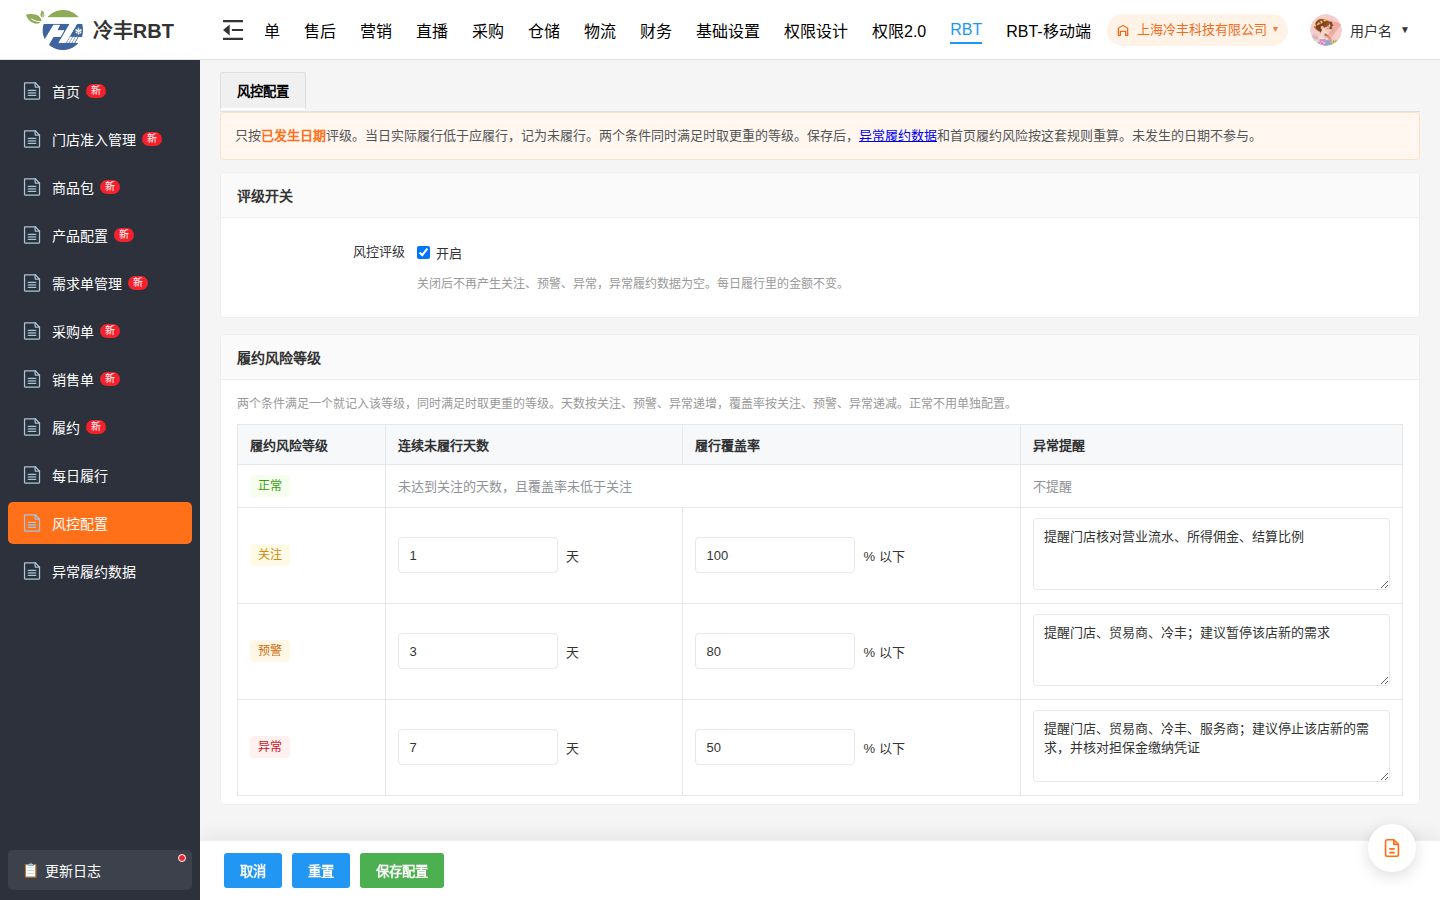 冷丰RBT
单 售后 营销 直播 采购 仓储 物流 财务 基础设置 权限设计 权限2.0 RBT RBT-移动端 上海冷丰科技有限公司 ▼ 用户名 ▼
首页 新
门店准入管理 新
商品包 新
产品配置 新
需求单管理 新
采购单 新
销售单 新
履约 新
每日履行
风控配置
异常履约数据
更新日志
风控配置
只按已发生日期评级。当日实际履行低于应履行，记为未履行。两个条件同时满足时取更重的等级。保存后，异常履约数据和首页履约风险按这套规则重算。未发生的日期不参与。
评级开关
风控评级 开启
关闭后不再产生关注、预警、异常，异常履约数据为空。每日履行里的金额不变。
履约风险等级
两个条件满足一个就记入该等级，同时满足时取更重的等级。天数按关注、预警、异常递增，覆盖率按关注、预警、异常递减。正常不用单独配置。
履约风险等级 连续未履行天数 履行覆盖率 异常提醒
正常 未达到关注的天数，且覆盖率未低于关注 不提醒
关注 1 天 100 % 以下 提醒门店核对营业流水、所得佣金、结算比例
预警 3 天 80 % 以下 提醒门店、贸易商、冷丰；建议暂停该店新的需求
异常 7 天 50 % 以下 提醒门店、贸易商、冷丰、服务商；建议停止该店新的需
求，并核对担保金缴纳凭证
取消 重置 保存配置